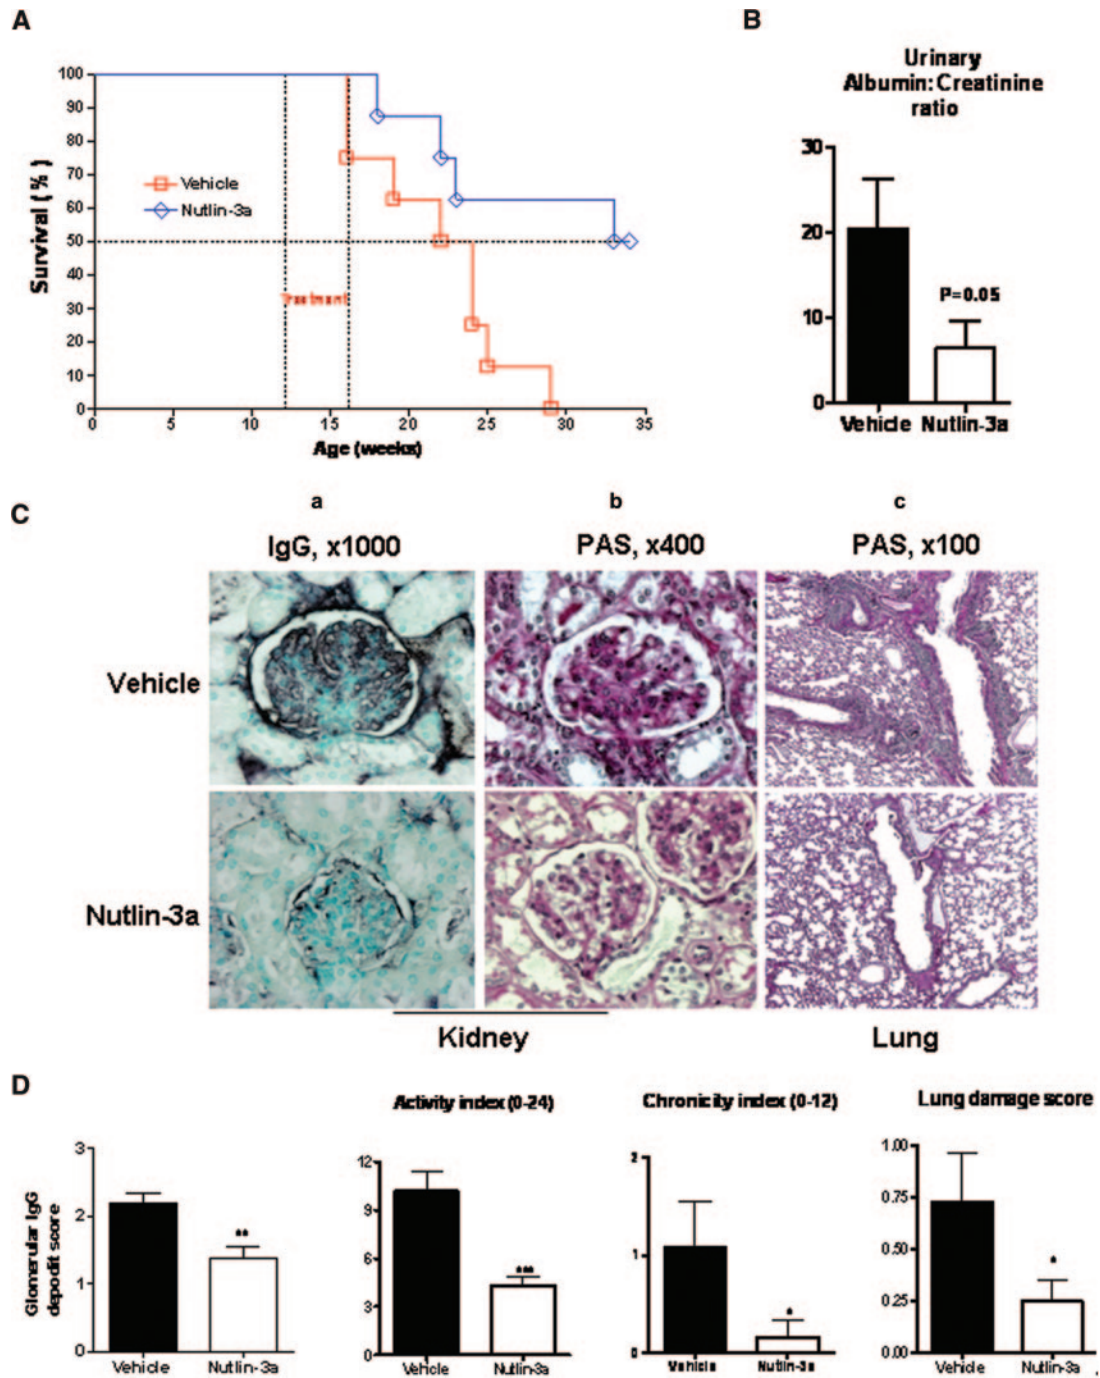 A
100
90
80
70
60
50
40
30
20
10
0
Survival (%)
Vehicle
Nutlin-3a
Treatment
0
5
10
15
20
25
30
35
Age (weeks)
B
Urinary
Albumin:Creatinine
ratio
30
20
10
0
P=0.05
Vehicle
Nutlin-3a
C
a
b
c
IgG, x1000
PAS, x400
PAS, x100
Vehicle
Nutlin-3a
Kidney
Lung
D
Glomerular IgG
depodit score
3
2
1
0
**
Vehicle
Nutlin-3a
Activity index (0-24)
12
9
6
3
0
***
Vehicle
Nutlin-3a
Chronicity index (0-12)
2
1
0
*
Vehicle
Nutlin-3a
Lung damage score
1.00
0.75
0.50
0.25
0.00
*
Vehicle
Nutlin-3a
.